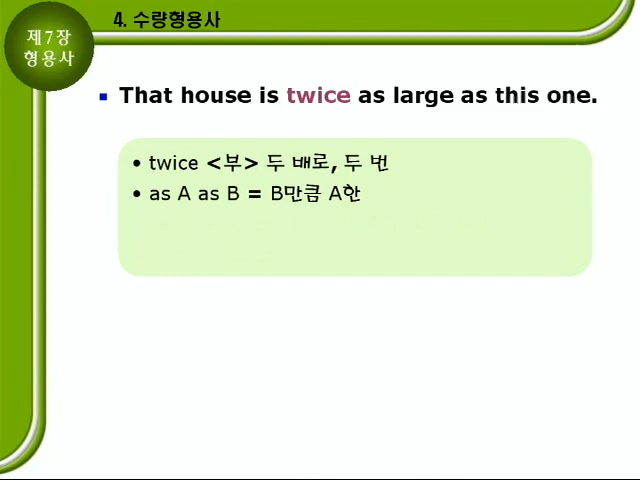 4. 수량형용사
제7장
형용사
That house is twice as large as this one.
• twice <부> 두 배로, 두 번
• as A as B = B만큼 A한